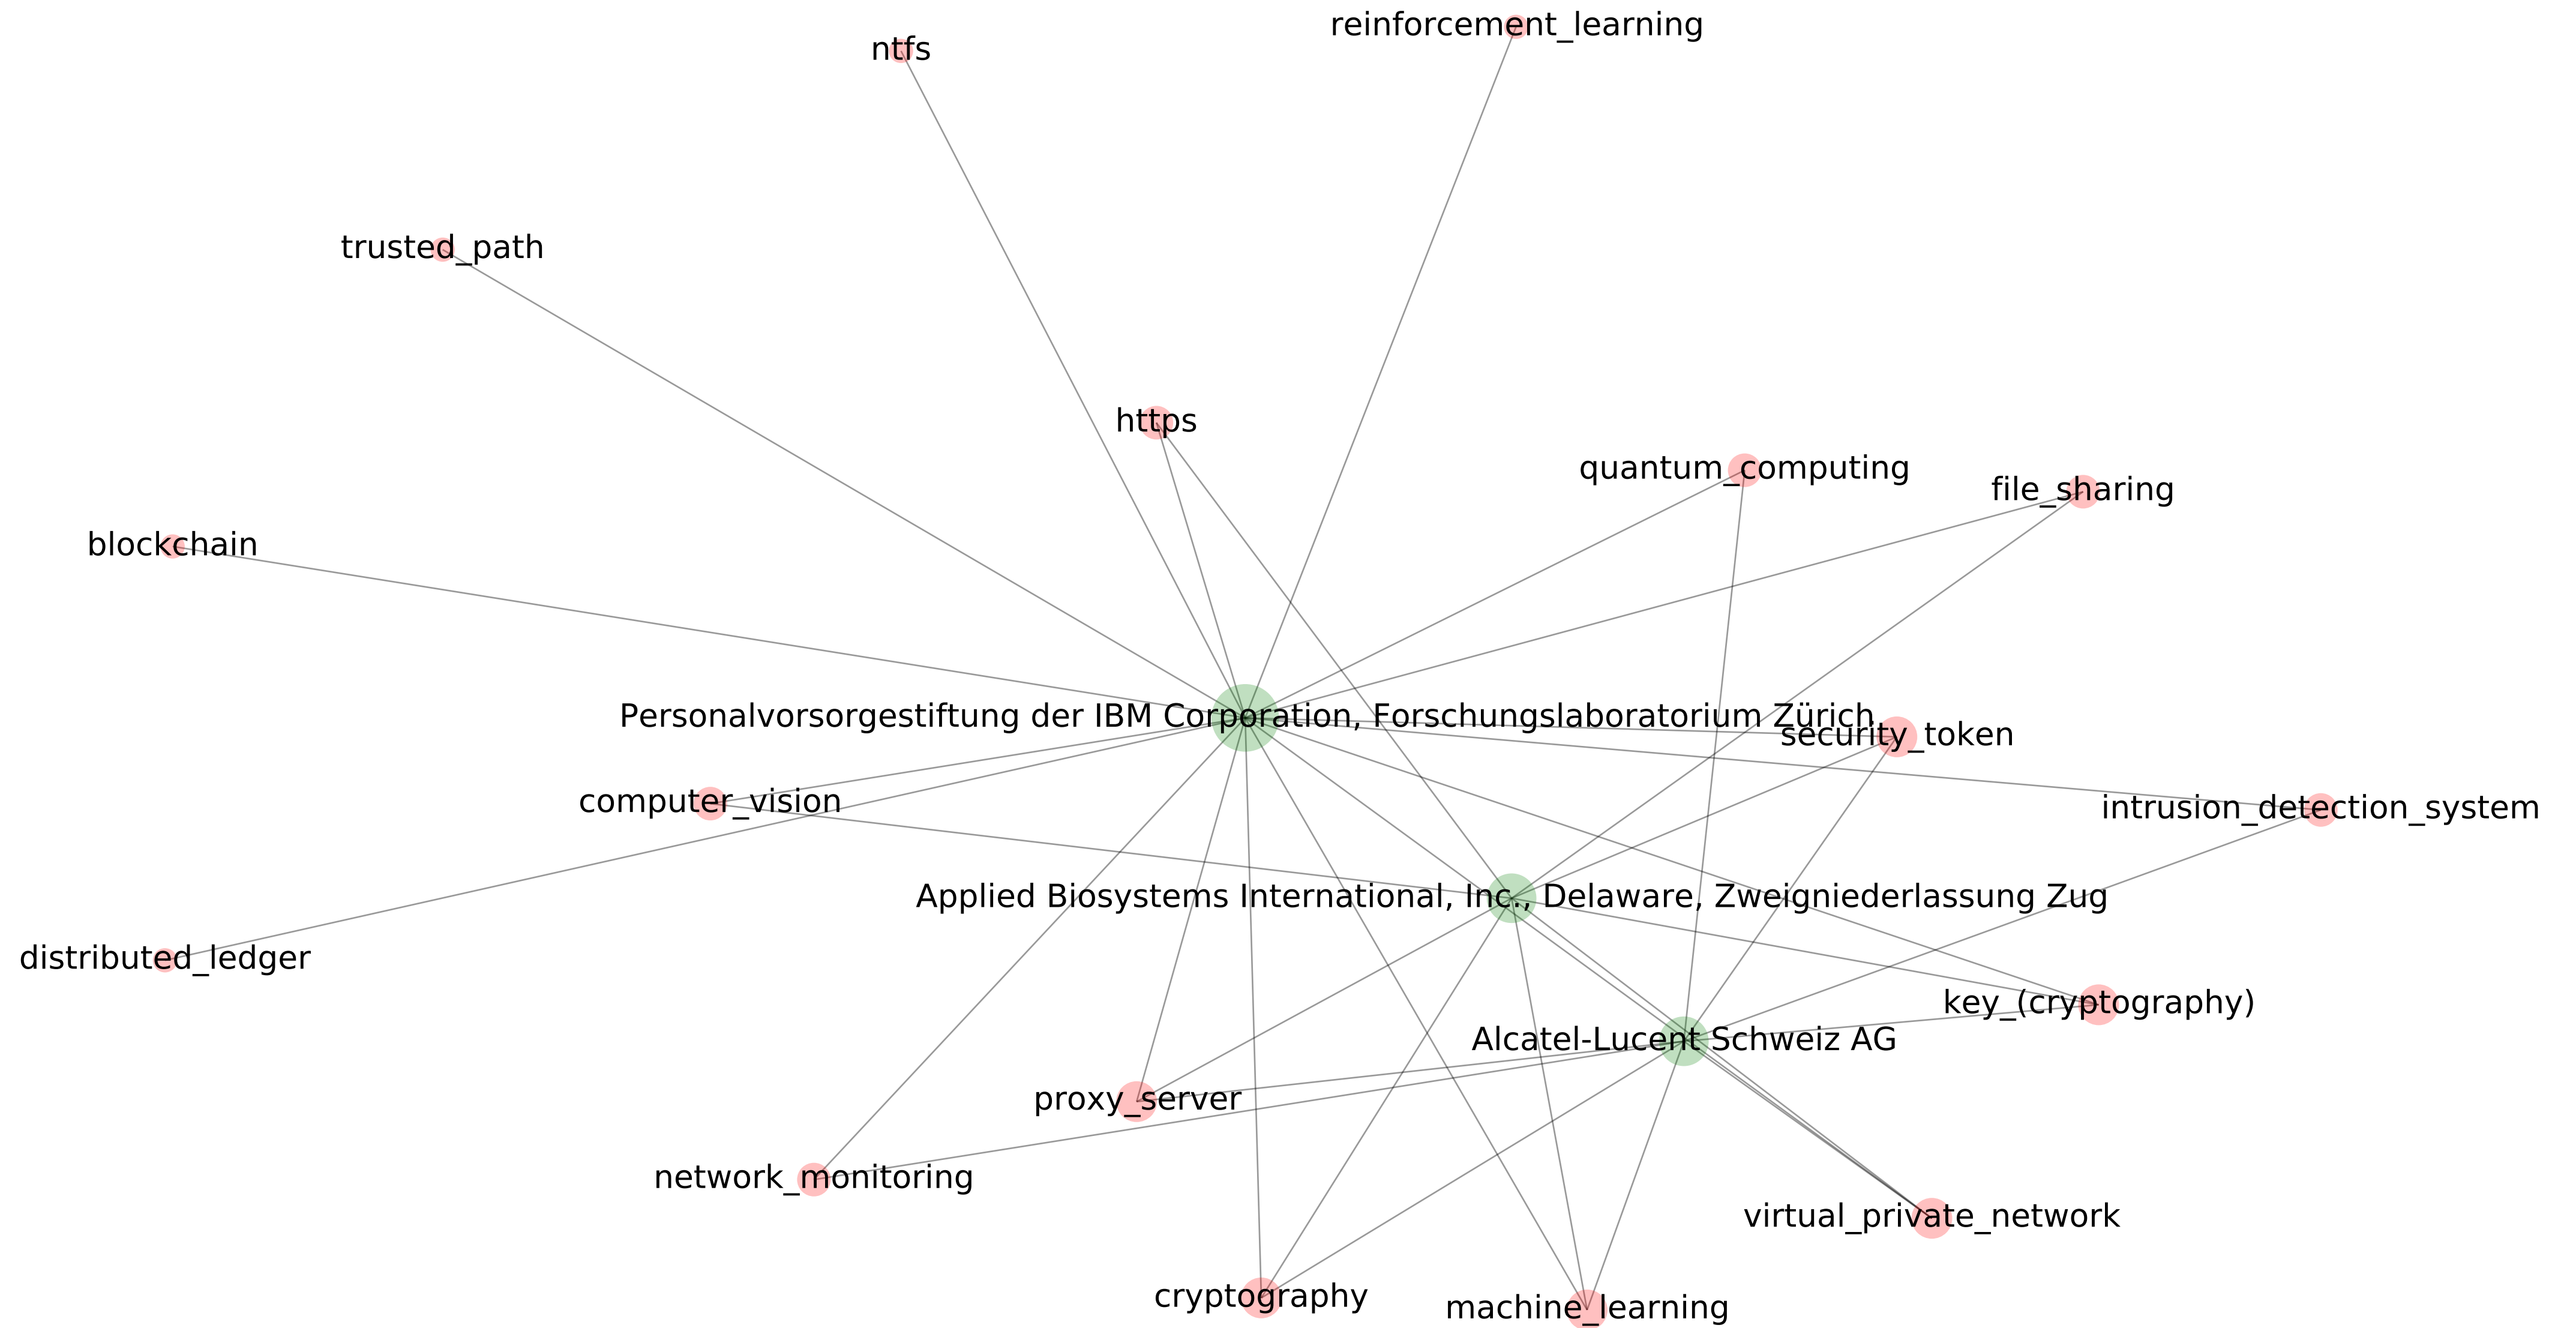 reinforcement_learning
ntfs
trusted_path
https
quantum_computing
file_sharing
blockchain
Personalvorsorgestiftung der IBM Corporation, Forschungslaboratorium Zürich
security_token
computer_vision
intrusion_detection_system
Applied Biosystems International, Inc., Delaware, Zweigniederlassung Zug
distributed_ledger
key_(cryptography)
Alcatel-Lucent Schweiz AG
proxy_server
network_monitoring
virtual_private_network
cryptography
machine_learning